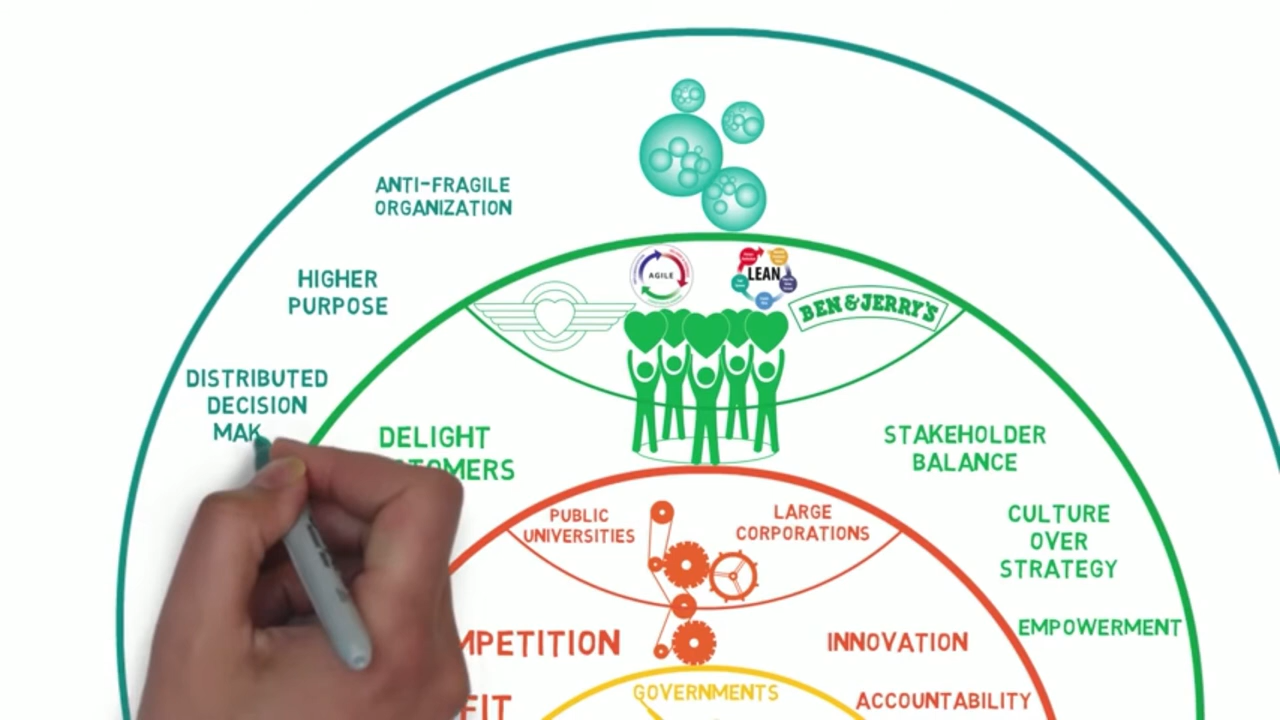 ANTI-FRAGILE
ORGANIZATION
HIGHER
PURPOSE
DISTRIBUTED
DECISION
MAK
AGILE
LEAN
BEN & JERRY'S
DELIGHT
STAKEHOLDER
BALANCE
CULTURE
OVER
STRATEGY
EMPOWERMENT
PUBLIC
UNIVERSITIES
LARGE
CORPORATIONS
MPETITION
INNOVATION
FIT
ACCOUNTABILITY
GOVERNMENTS